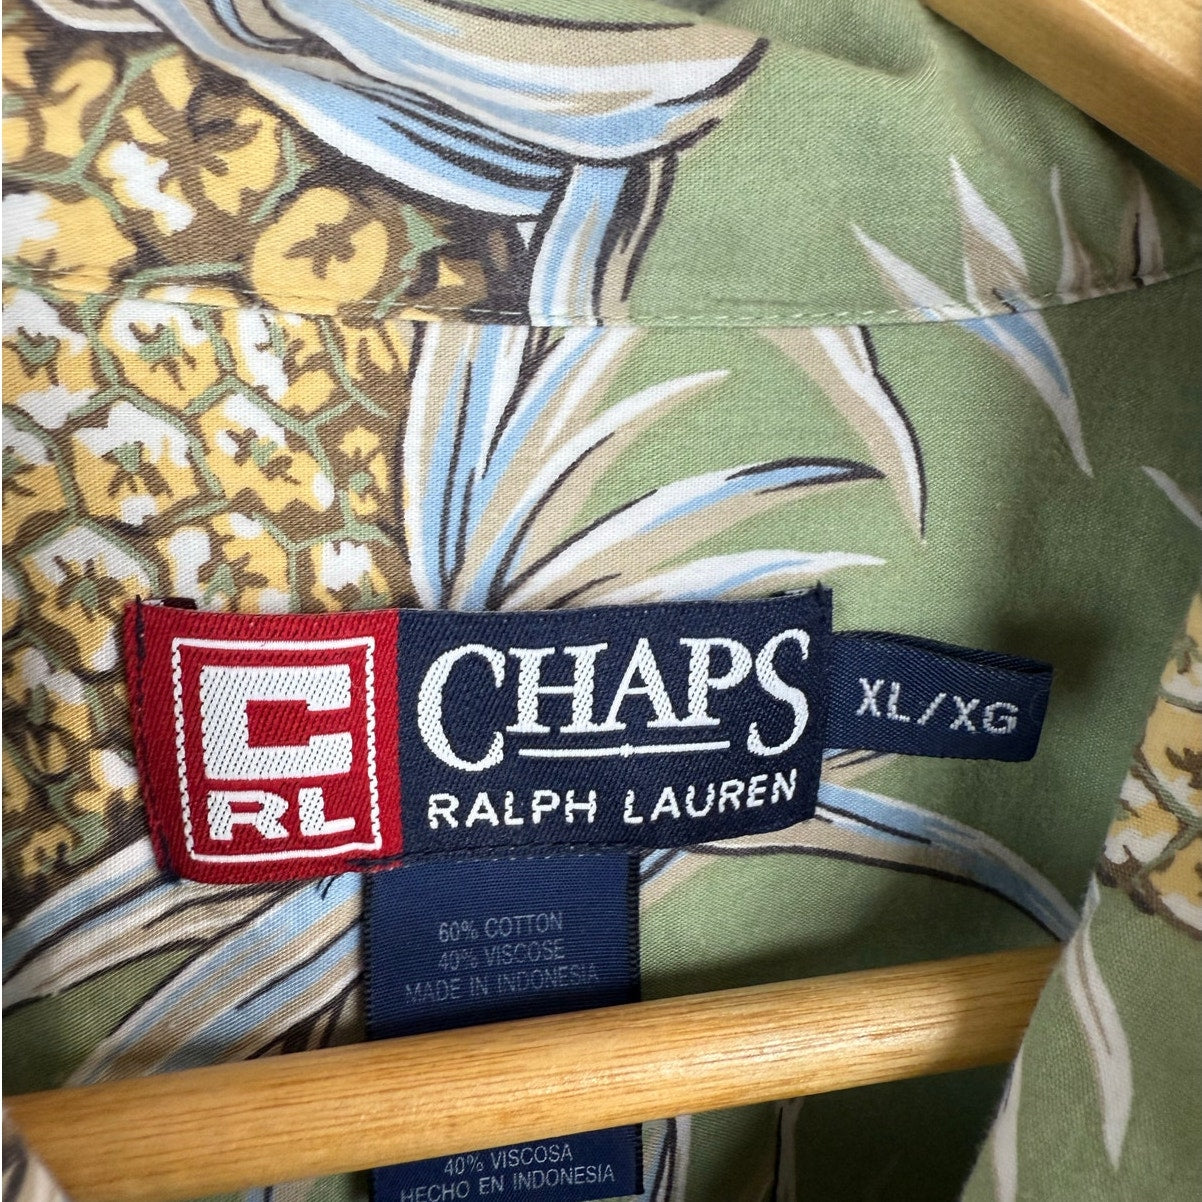 C
RL
CHAPS
RALPH LAUREN
XL/XG
60% COTTON
40% VISCOSE
MADE IN INDONESIA
40% VISCOSA
HECHO EN INDONESIA